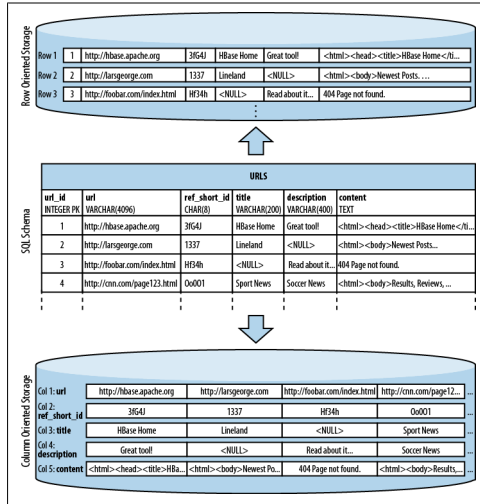 Row Oriented Storage
Row 1 1 http://hbase.apache.org 3fG4J HBase Home Great tool! <html><head><title>HBase Home</ti...
Row 2 2 http://larsgeorge.com 1337 Lineland <NULL> <html><body>Newest Posts. ...
Row 3 3 http://foobar.com/index.html Hf34h <NULL> Read about it... 404 Page not found.
SQL Schema
URLS
url_id url ref_short_id title description content
INTEGER PK VARCHAR(4096) CHAR(8) VARCHAR(200) VARCHAR(400) TEXT
1 http://hbase.apache.org 3fG4J HBase Home Great tool! <html><head><title>HBase Home</ti...
2 http://larsgeorge.com 1337 Lineland <NULL> <html><body>Newest Posts...
3 http://foobar.com/index.html Hf34h <NULL> Read about it... 404 Page not found.
4 http://cnn.com/page123.html Oo001 Sport News Soccer News <html><body>Results, Reviews, ...
Column Oriented Storage
Col 1: url http://hbase.apache.org http://larsgeorge.com http://foobar.com/index.html http://cnn.com/page12... ...
Col 2:
ref_short_id 3fG4J 1337 Hf34h Oo001 ...
Col 3: title HBase Home Lineland <NULL> Sport News ...
Col 4:
description Great tool! <NULL> Read about it... Soccer News ...
Col 5: content <html><head><title>HBa... <html><body>Newest Po... 404 Page not found. <html><body>Results,... ...